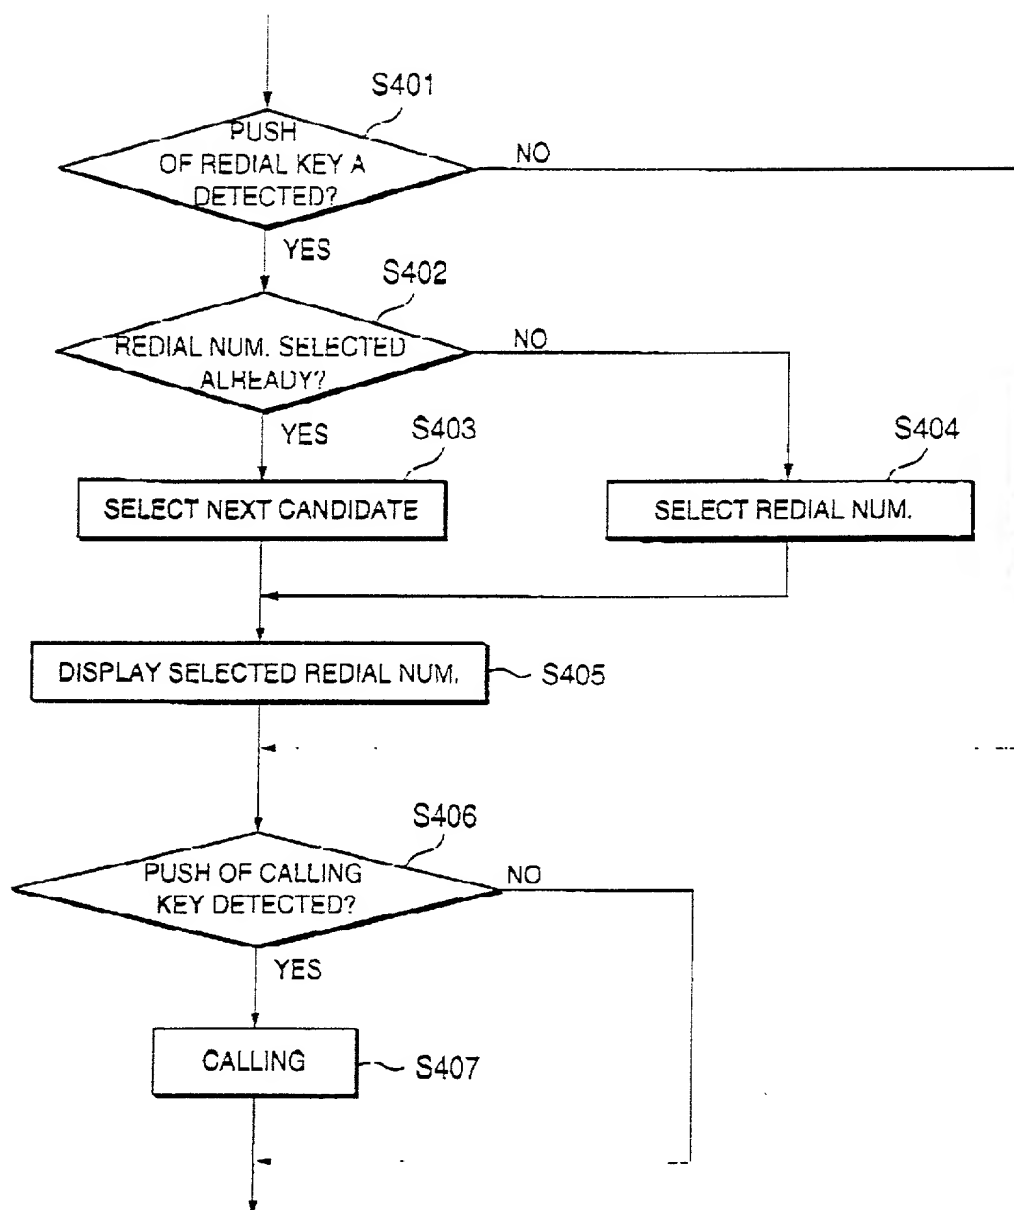 S401
PUSH
OF REDIAL KEY A
DETECTED?
NO
YES
S402
REDIAL NUM. SELECTED
ALREADY?
NO
YES
S403
S404
SELECT NEXT CANDIDATE
SELECT REDIAL NUM.
DISPLAY SELECTED REDIAL NUM.
S405
S406
PUSH OF CALLING
KEY DETECTED?
NO
YES
CALLING
S407